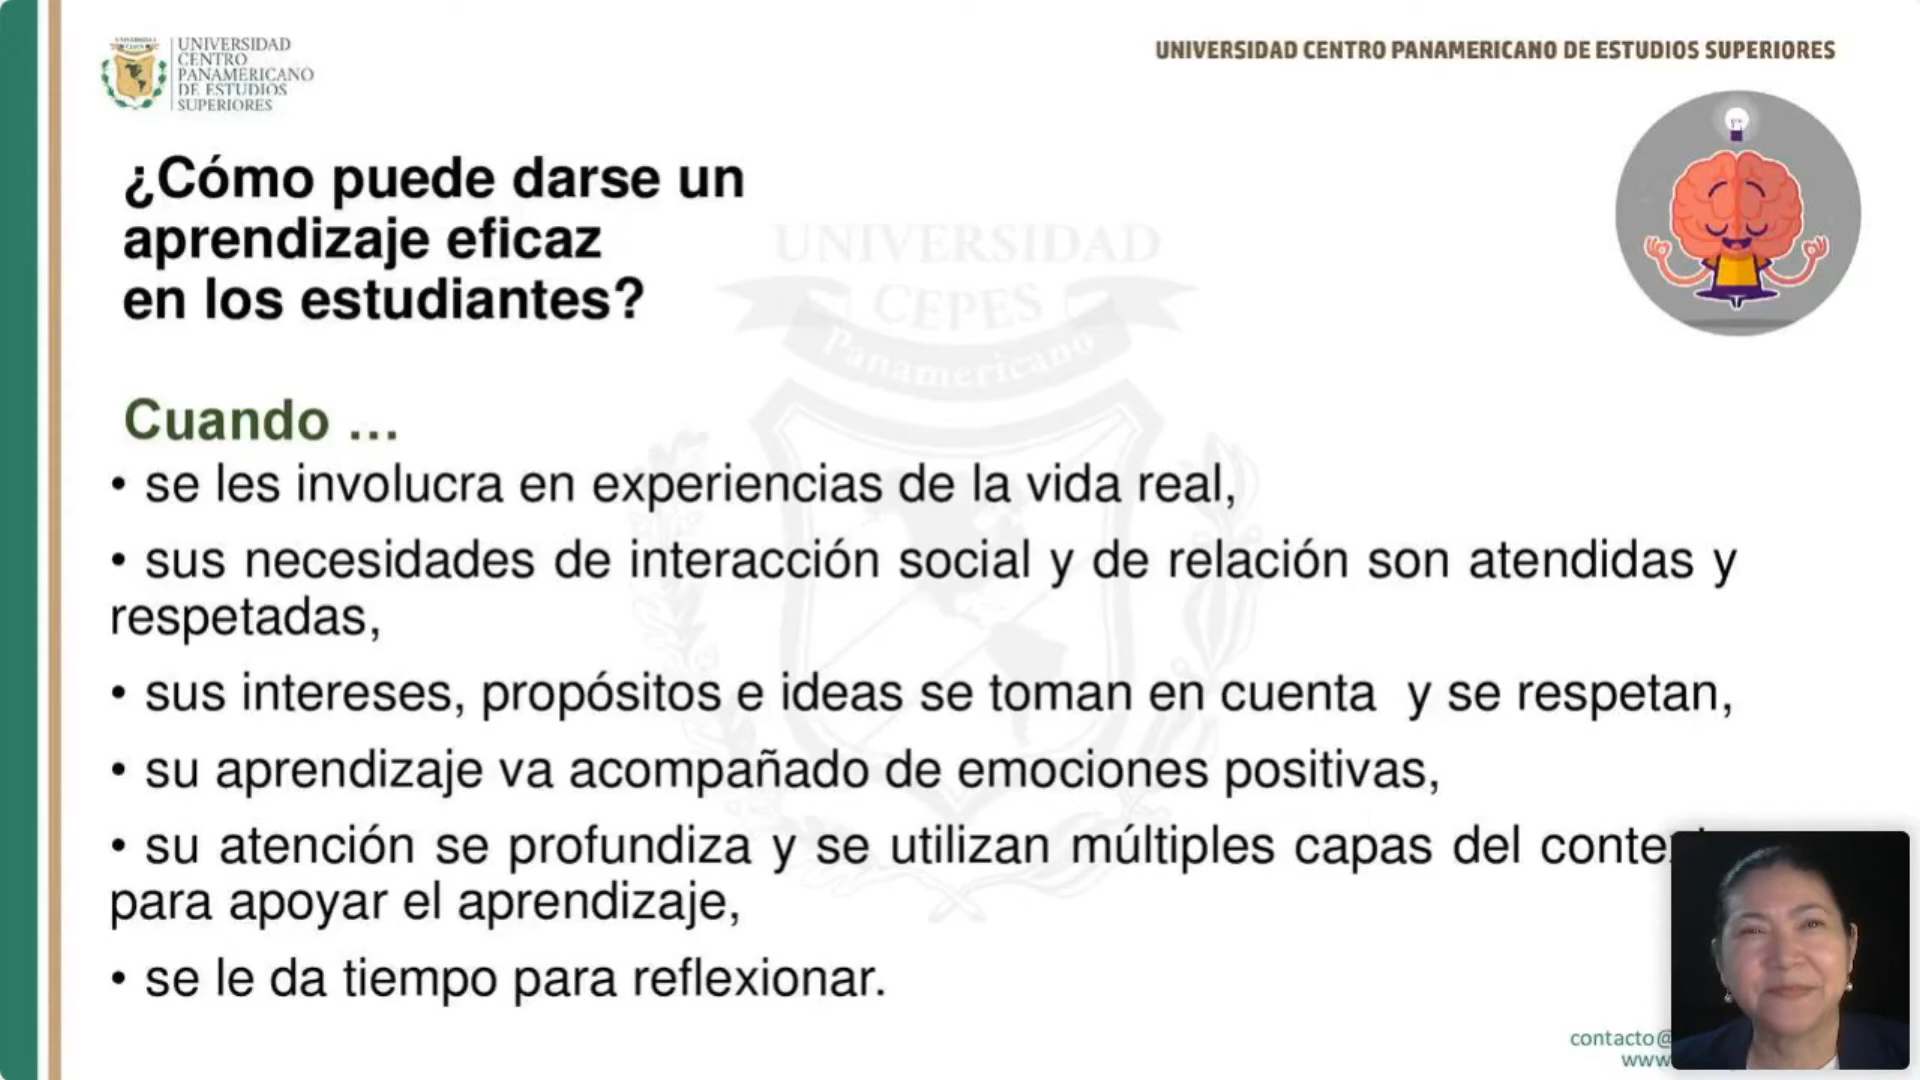 UNIVERSIDAD
CENTRO
PANAMERICANO
DE ESTUDIOS
SUPERIORES
UNIVERSIDAD CENTRO PANAMERICANO DE ESTUDIOS SUPERIORES
¿Cómo puede darse un
aprendizaje eficaz
en los estudiantes?
UNIVERSIDAD
CEPES
Panamericano
Cuando ...
• se les involucra en experiencias de la vida real,
• sus necesidades de interacción social y de relación son atendidas y
respetadas,
• sus intereses, propósitos e ideas se toman en cuenta  y se respetan,
• su aprendizaje va acompañado de emociones positivas,
• su atención se profundiza y se utilizan múltiples capas del
para apoyar el aprendizaje,
• se le da tiempo para reflexionar.
contacto@
www